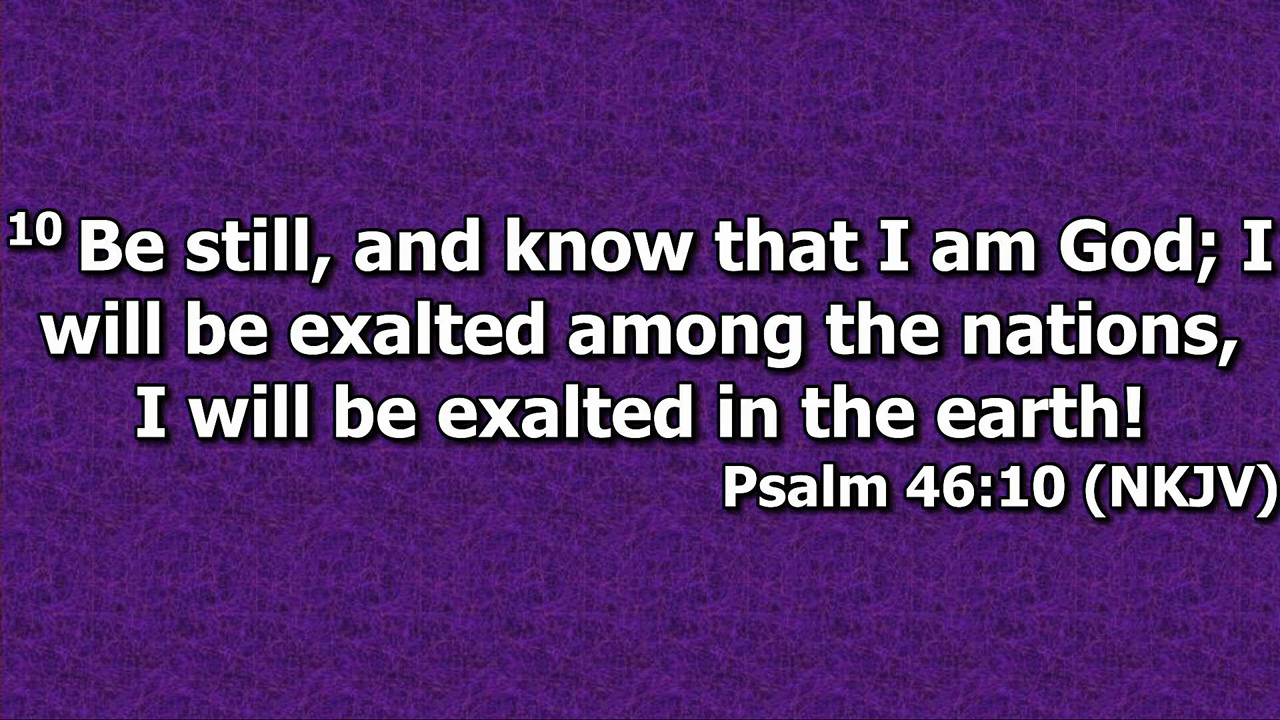 10 Be still, and know that I am God; I
will be exalted among the nations,
I will be exalted in the earth!
Psalm 46:10 (NKJV)